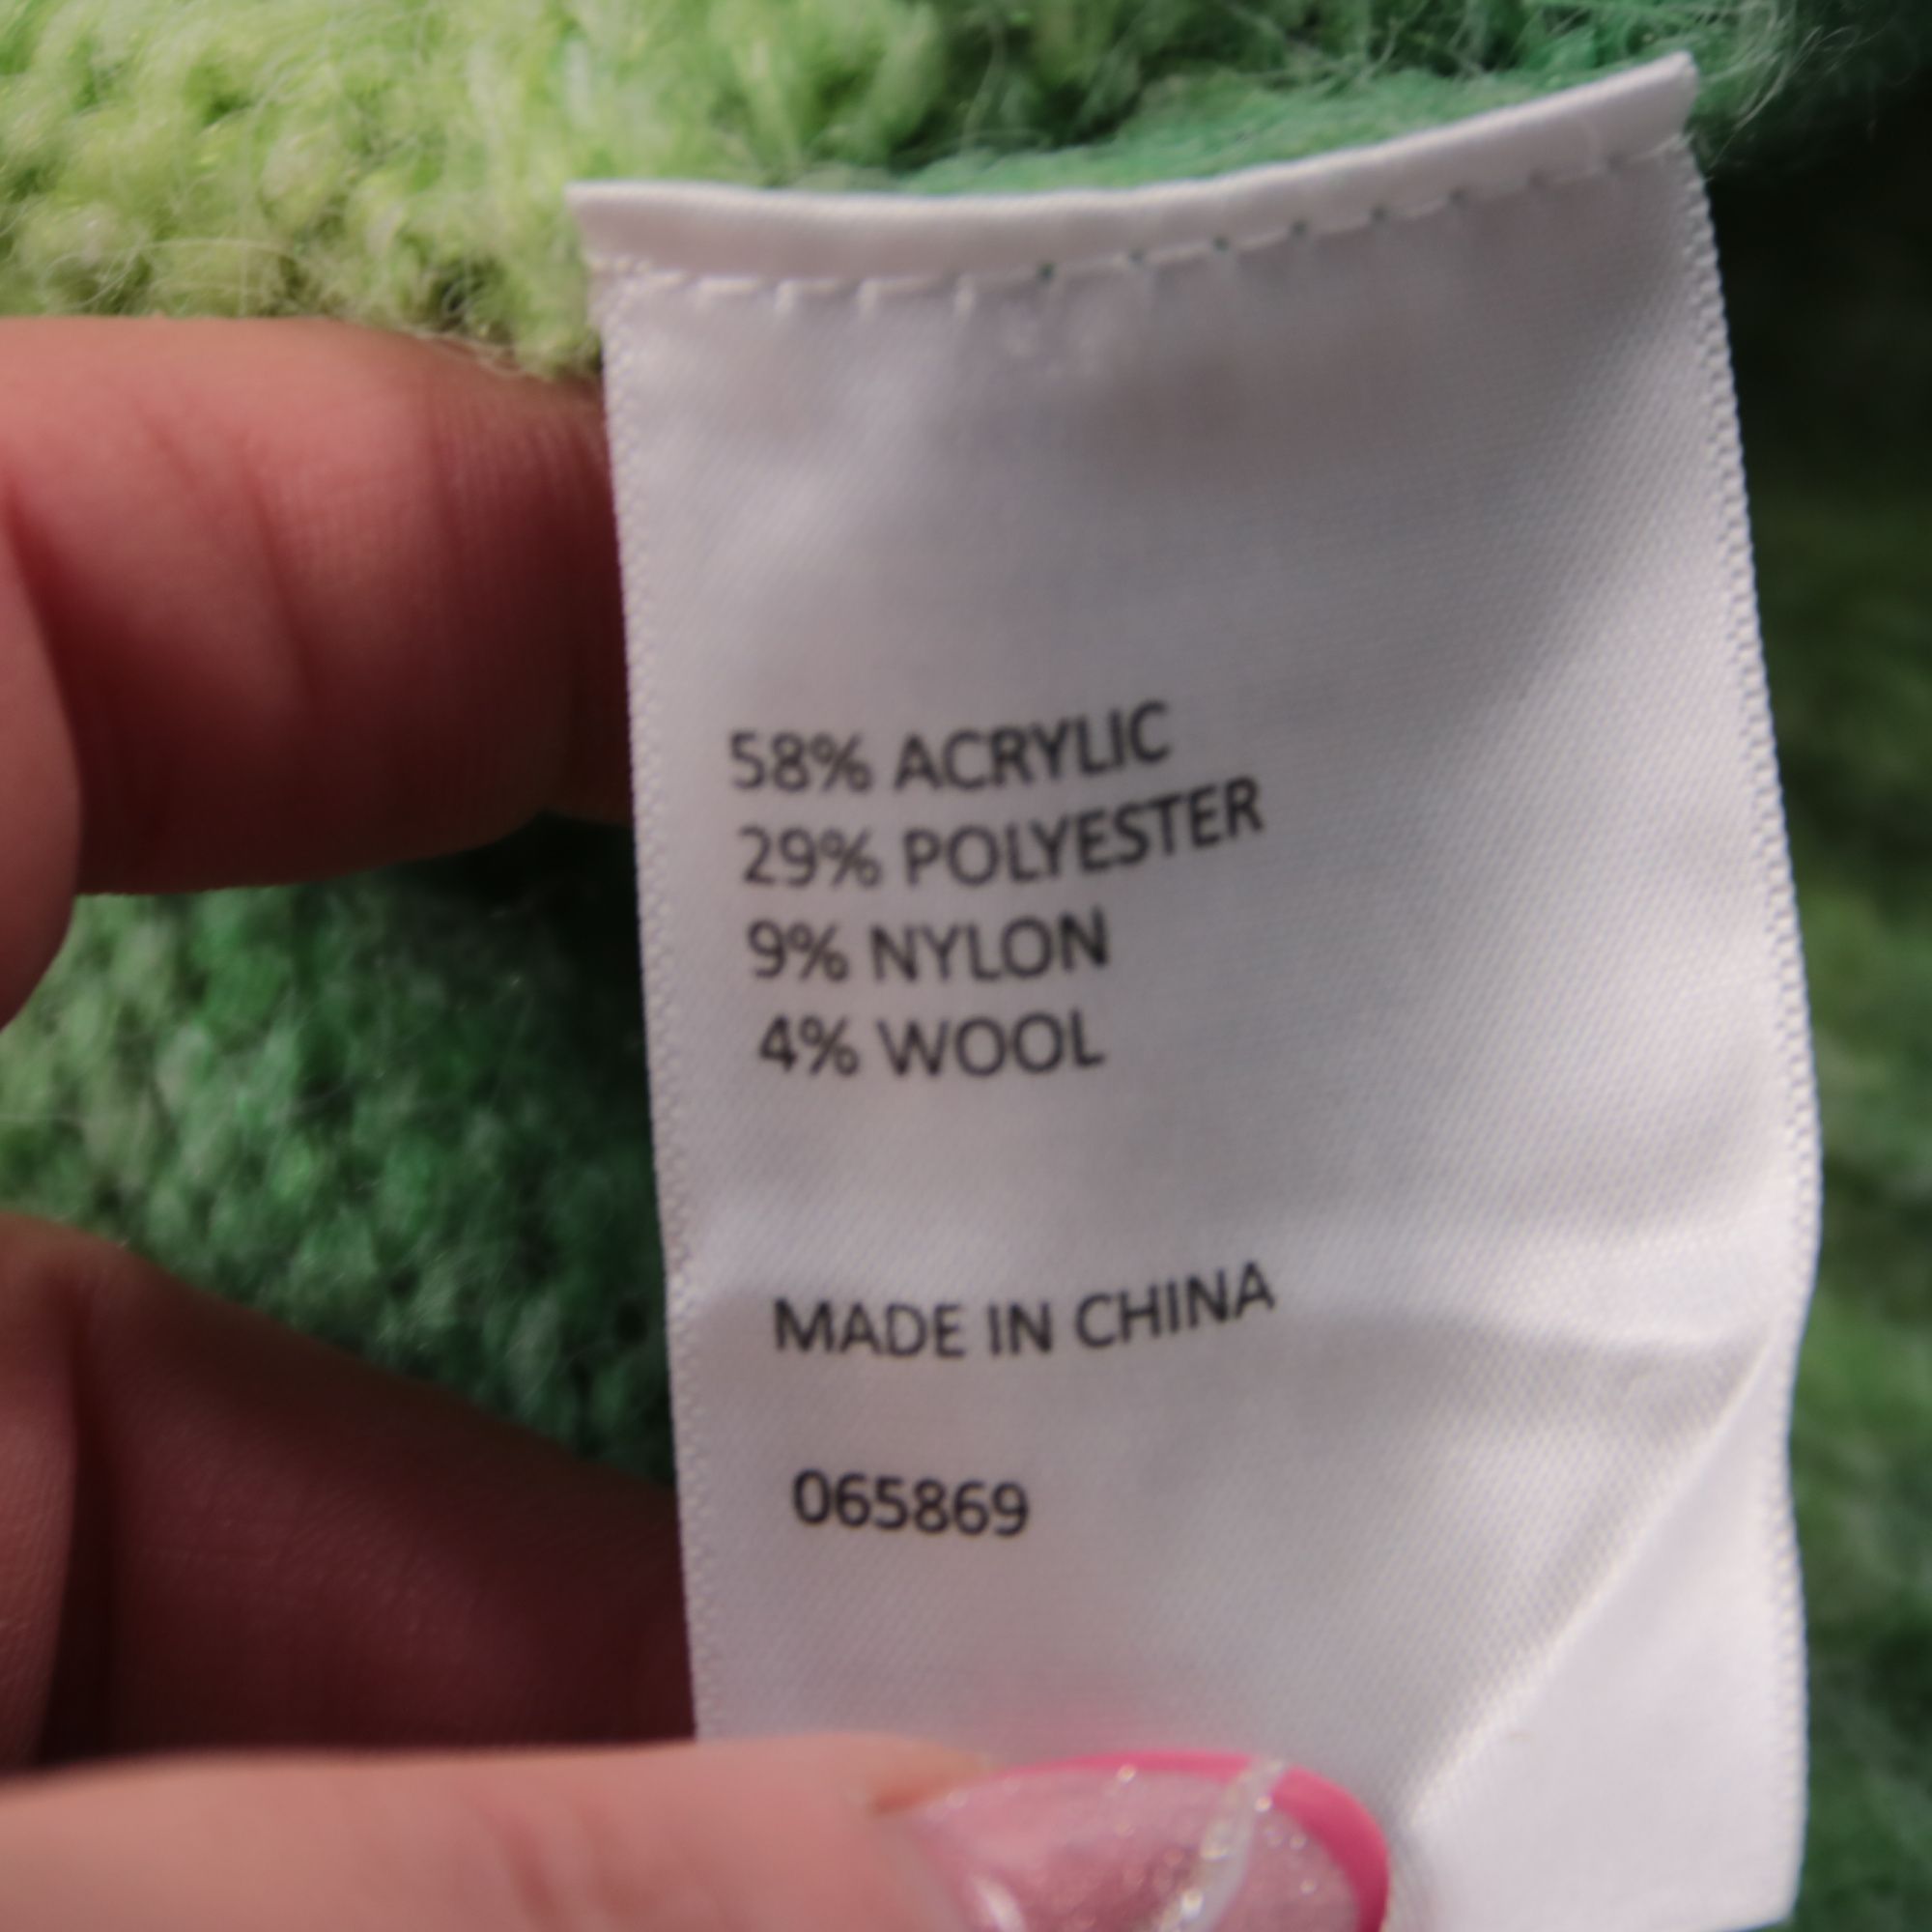 58% ACRYLIC
29% POLYESTER
9% NYLON
4% WOOL
MADE IN CHINA
065869